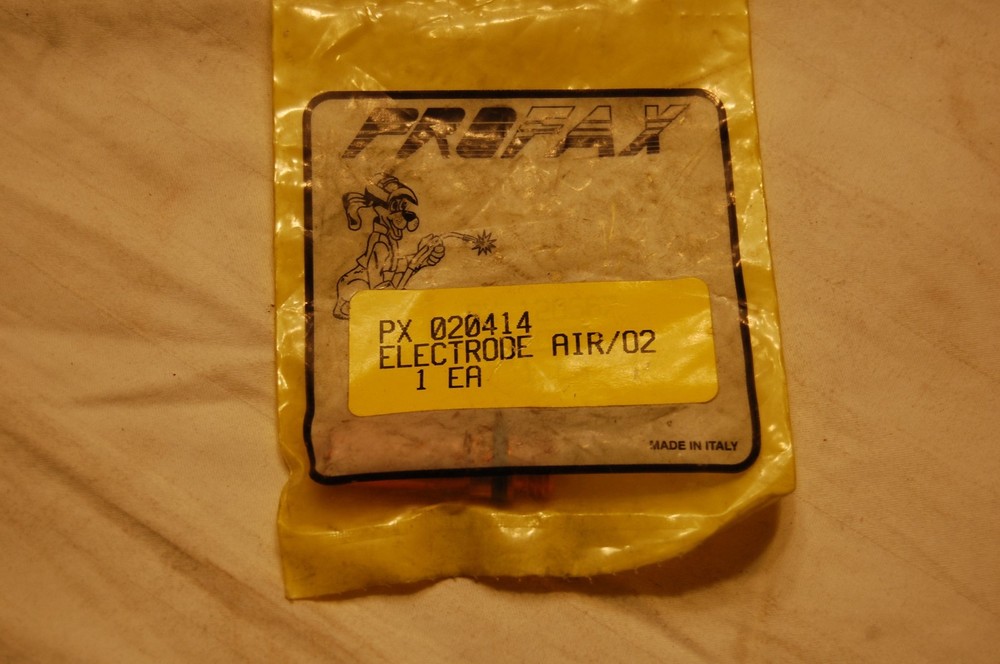 PROFAX
PX 020414
ELECTRODE AIR/O2
1 EA
MADE IN ITALY